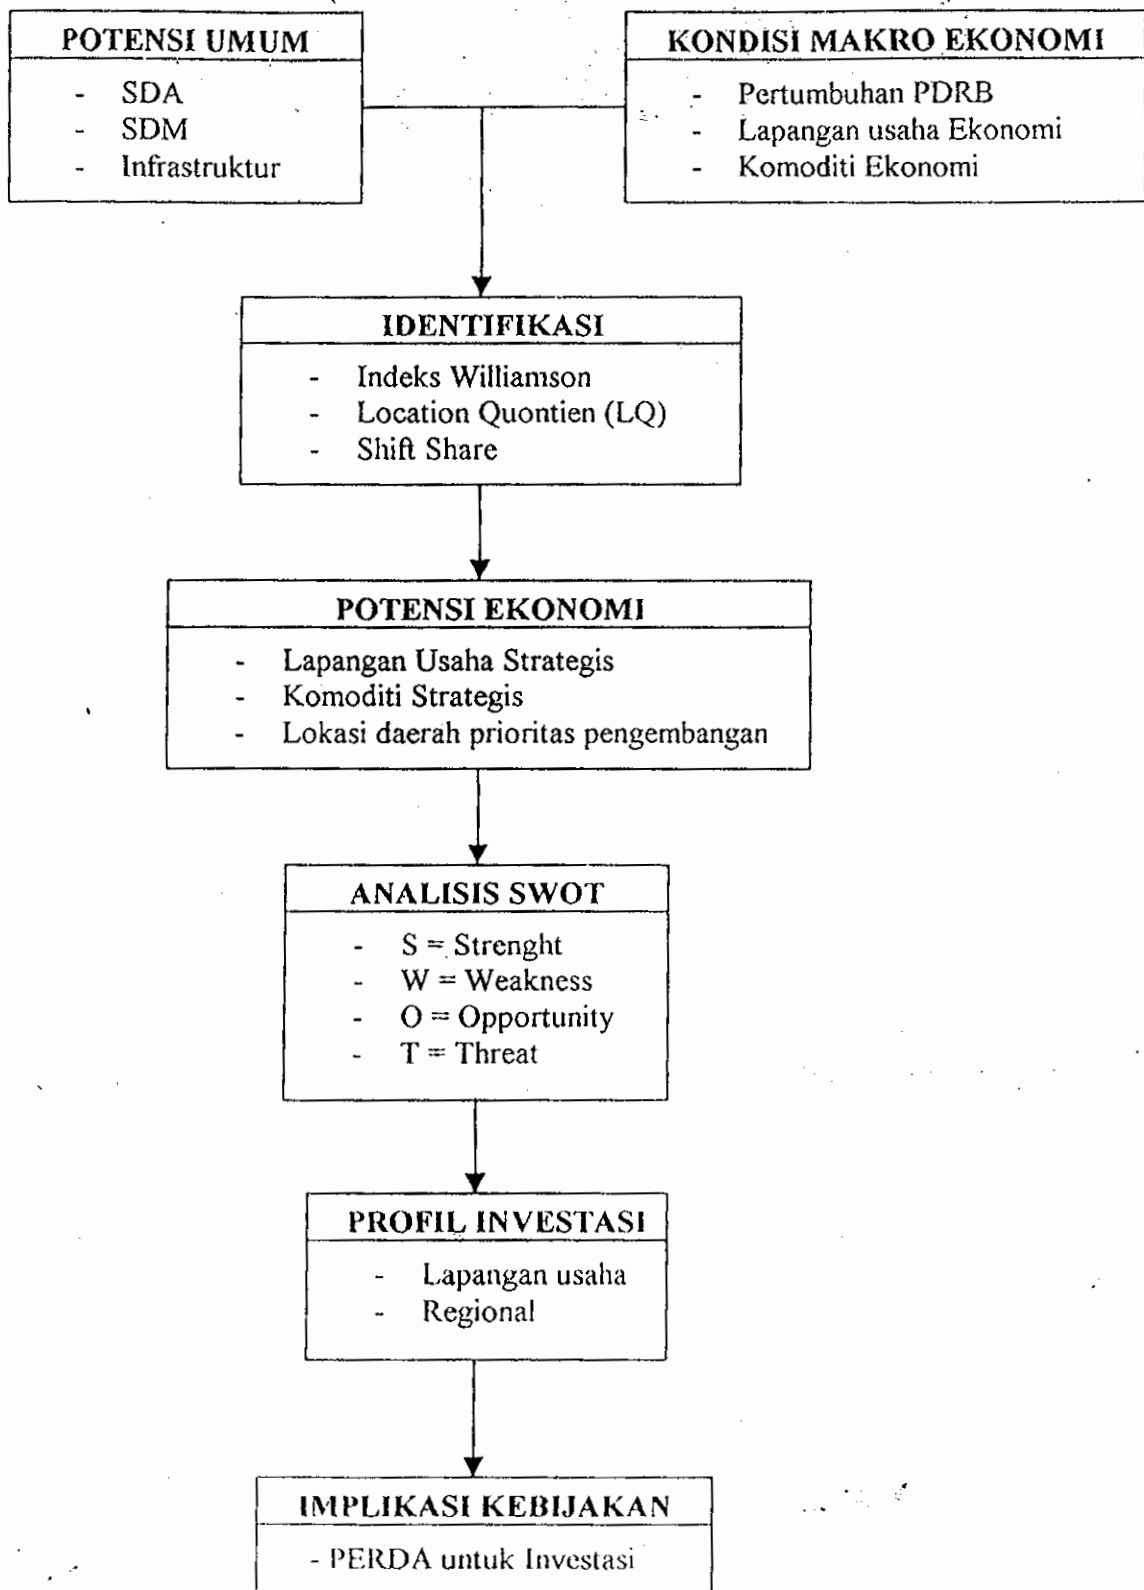 POTENSI UMUM
- SDA
- SDM
- Infrastruktur
KONDISI MAKRO EKONOMI
- Pertumbuhan PDRB
- Lapangan usaha Ekonomi
- Komoditi Ekonomi
IDENTIFIKASI
- Indeks Williamson
- Location Quontien (LQ)
- Shift Share
POTENSI EKONOMI
- Lapangan Usaha Strategis
- Komoditi Strategis
- Lokasi daerah prioritas pengembangan
ANALISIS SWOT
- S = Strenght
- W = Weakness
- O = Opportunity
- T = Threat
PROFIL INVESTASI
- Lapangan usaha
- Regional
IMPLIKASI KEBIJAKAN
- PERDA untuk Investasi